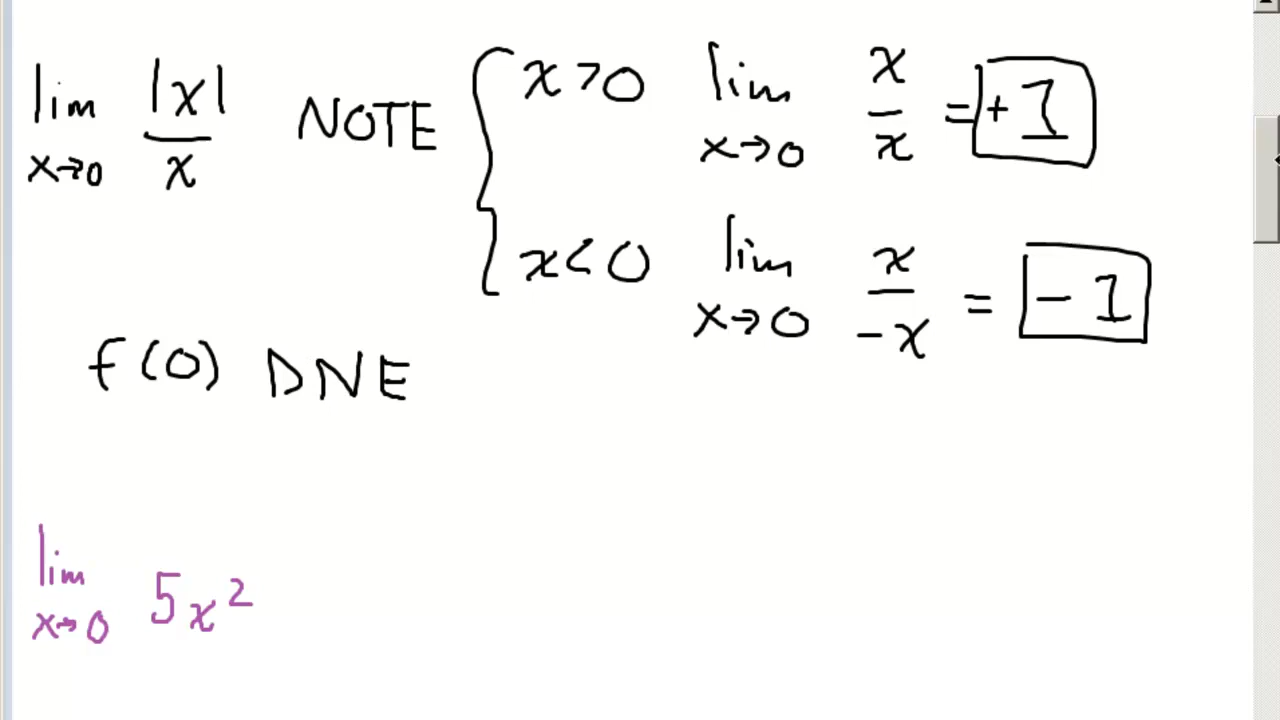 lim x→0 |x|/x NOTE { x>0 lim x→0 x/x = +1
x<0 lim x→0 x/-x = -1
f(0) DNE
lim x→0 5x²